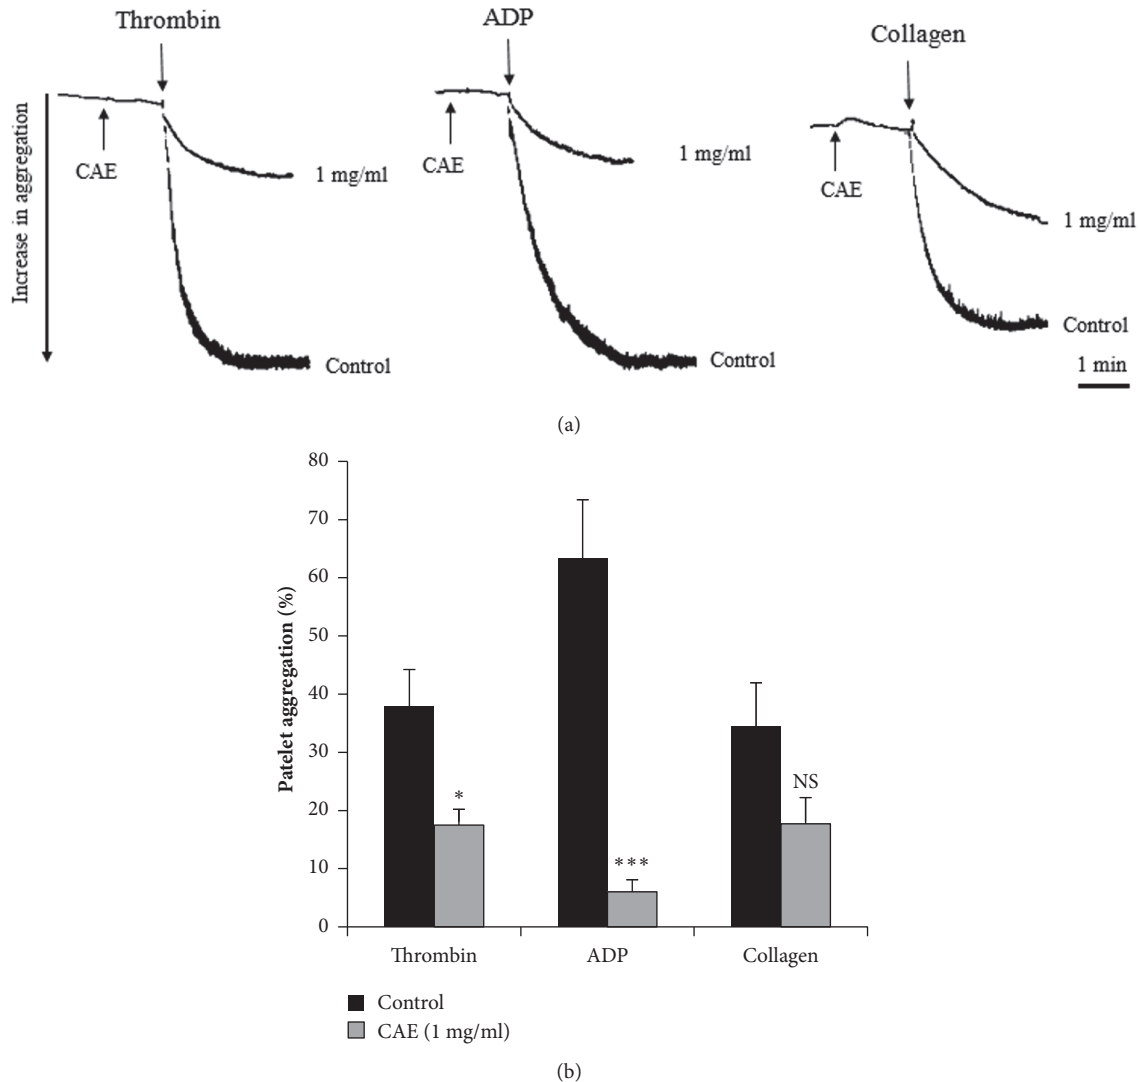 Thrombin
ADP
Collagen
Increase in aggregation
CAE
1 mg/ml
Control
CAE
1 mg/ml
Control
CAE
1 mg/ml
Control
1 min
(a)
Patelet aggregation (%)
80
70
60
50
40
30
20
10
0
*
***
NS
Thrombin
ADP
Collagen
Control
CAE (1 mg/ml)
(b)